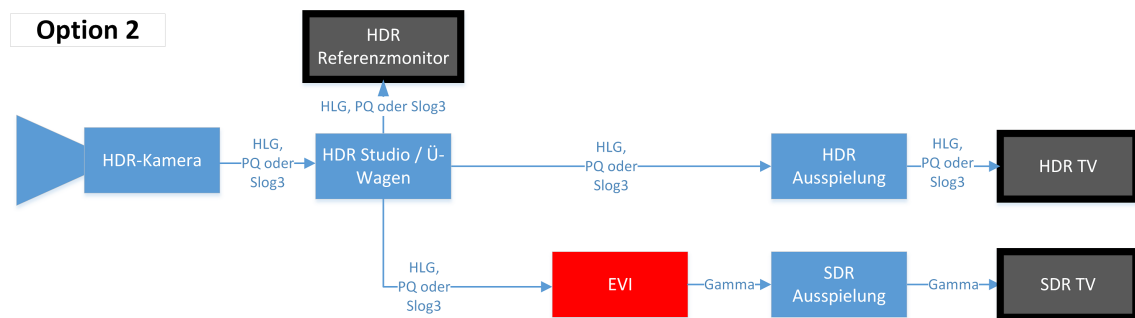 Option 2
HDR
Referenzmonitor
HLG, PQ oder Slog3
HDR-Kamera
HLG,
PQ oder
Slog3
HDR Studio / Ü-
Wagen
HLG,
PQ oder
Slog3
HDR
Ausspielung
HLG,
PQ oder
Slog3
HDR TV
HLG,
PQ oder
Slog3
EVI
Gamma
SDR
Ausspielung
Gamma
SDR TV